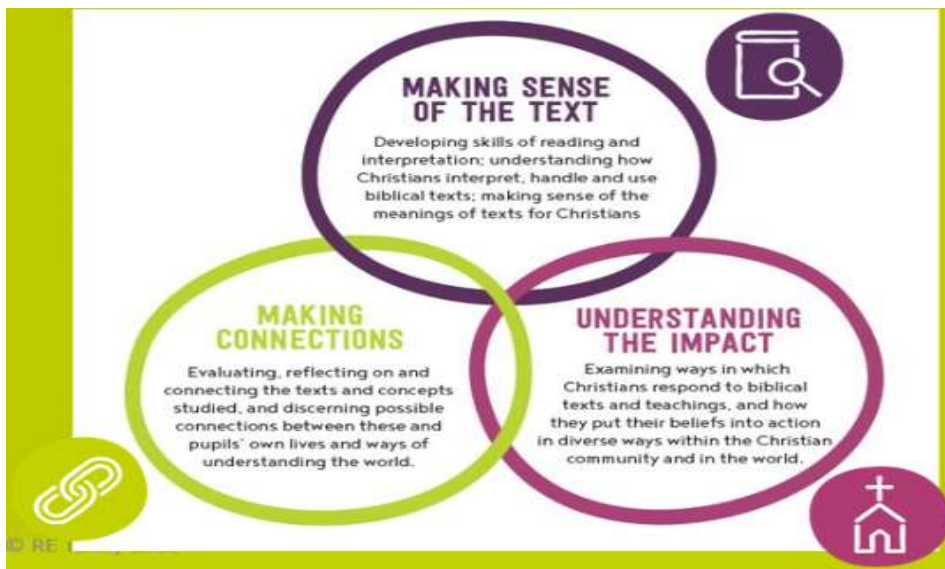 MAKING SENSE
OF THE TEXT
Developing skills of reading and
interpretation; understanding how
Christians interpret, handle and use
biblical texts; making sense of the
meanings of texts for Christians
MAKING
CONNECTIONS
Evaluating, reflecting on and
connecting the texts and concepts
studied, and discerning possible
connections between these and
pupils' own lives and ways of
understanding the world.
UNDERSTANDING
THE IMPACT
Examining ways in which
Christians respond to biblical
texts and teachings, and how
they put their beliefs into action
in diverse ways within the Christian
community and in the world.
© RE